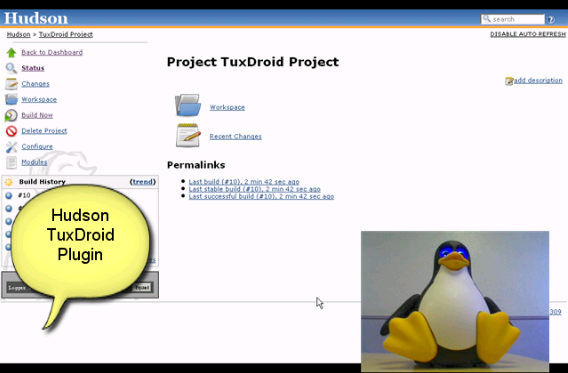 Hudson
search
Hudson » TuxDroid Project
DISABLE AUTO REFRESH
Back to Dashboard
Status
Changes
Workspace
Build Now
Delete Project
Configure
Modules
Project TuxDroid Project
add description
Workspace
Recent Changes
Permalinks
Last build (#10), 2 min 42 sec ago
Last stable build (#10), 2 min 42 sec ago
Last successful build (#10), 2 min 42 sec ago
Build History (trend)
#10
Hudson
TuxDroid
Plugin
309